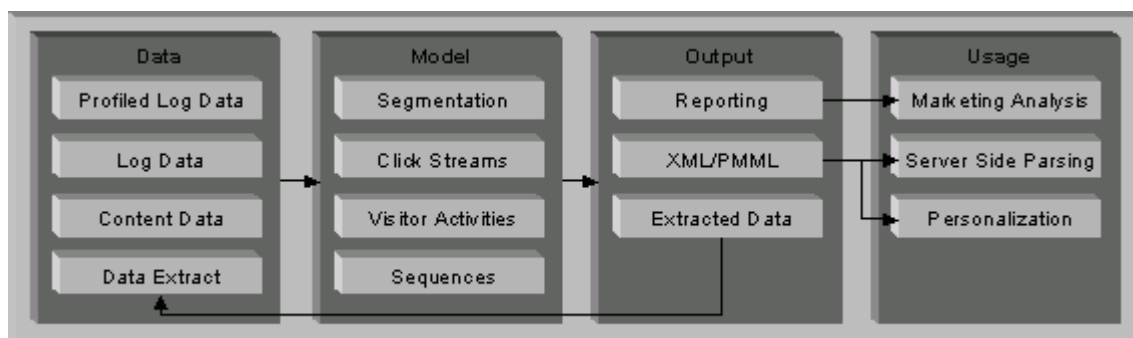 Data
Profiled Log Data
Log Data
Content Data
Data Extract
Model
Segmentation
Click Streams
Visitor Activities
Sequences
Output
Reporting
XML/PMML
Extracted Data
Usage
Marketing Analysis
Server Side Parsing
Personalization